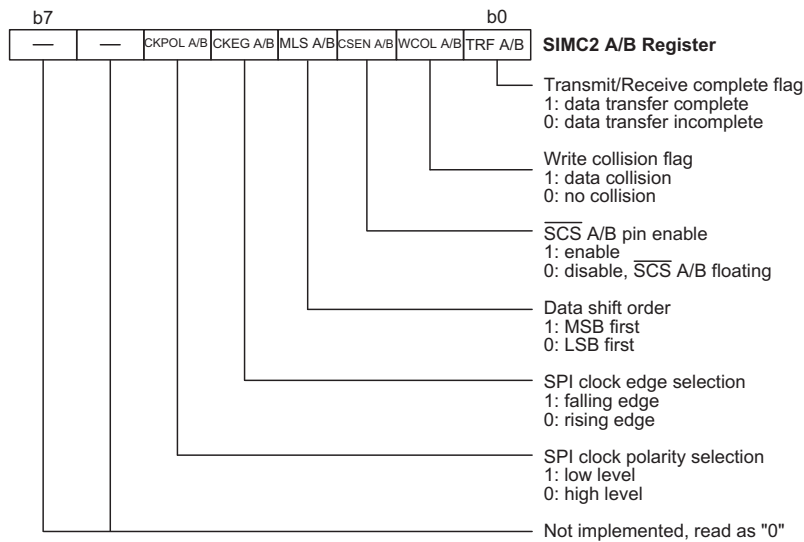 b7 b0
— — CKPOL A/B CKEG A/B MLS A/B CSEN A/B WCOL A/B TRF A/B SIMC2 A/B Register
Transmit/Receive complete flag
1: data transfer complete
0: data transfer incomplete
Write collision flag
1: data collision
0: no collision
S̅C̅S̅ A/B pin enable
1: enable
0: disable, S̅C̅S̅ A/B floating
Data shift order
1: MSB first
0: LSB first
SPI clock edge selection
1: falling edge
0: rising edge
SPI clock polarity selection
1: low level
0: high level
Not implemented, read as "0"